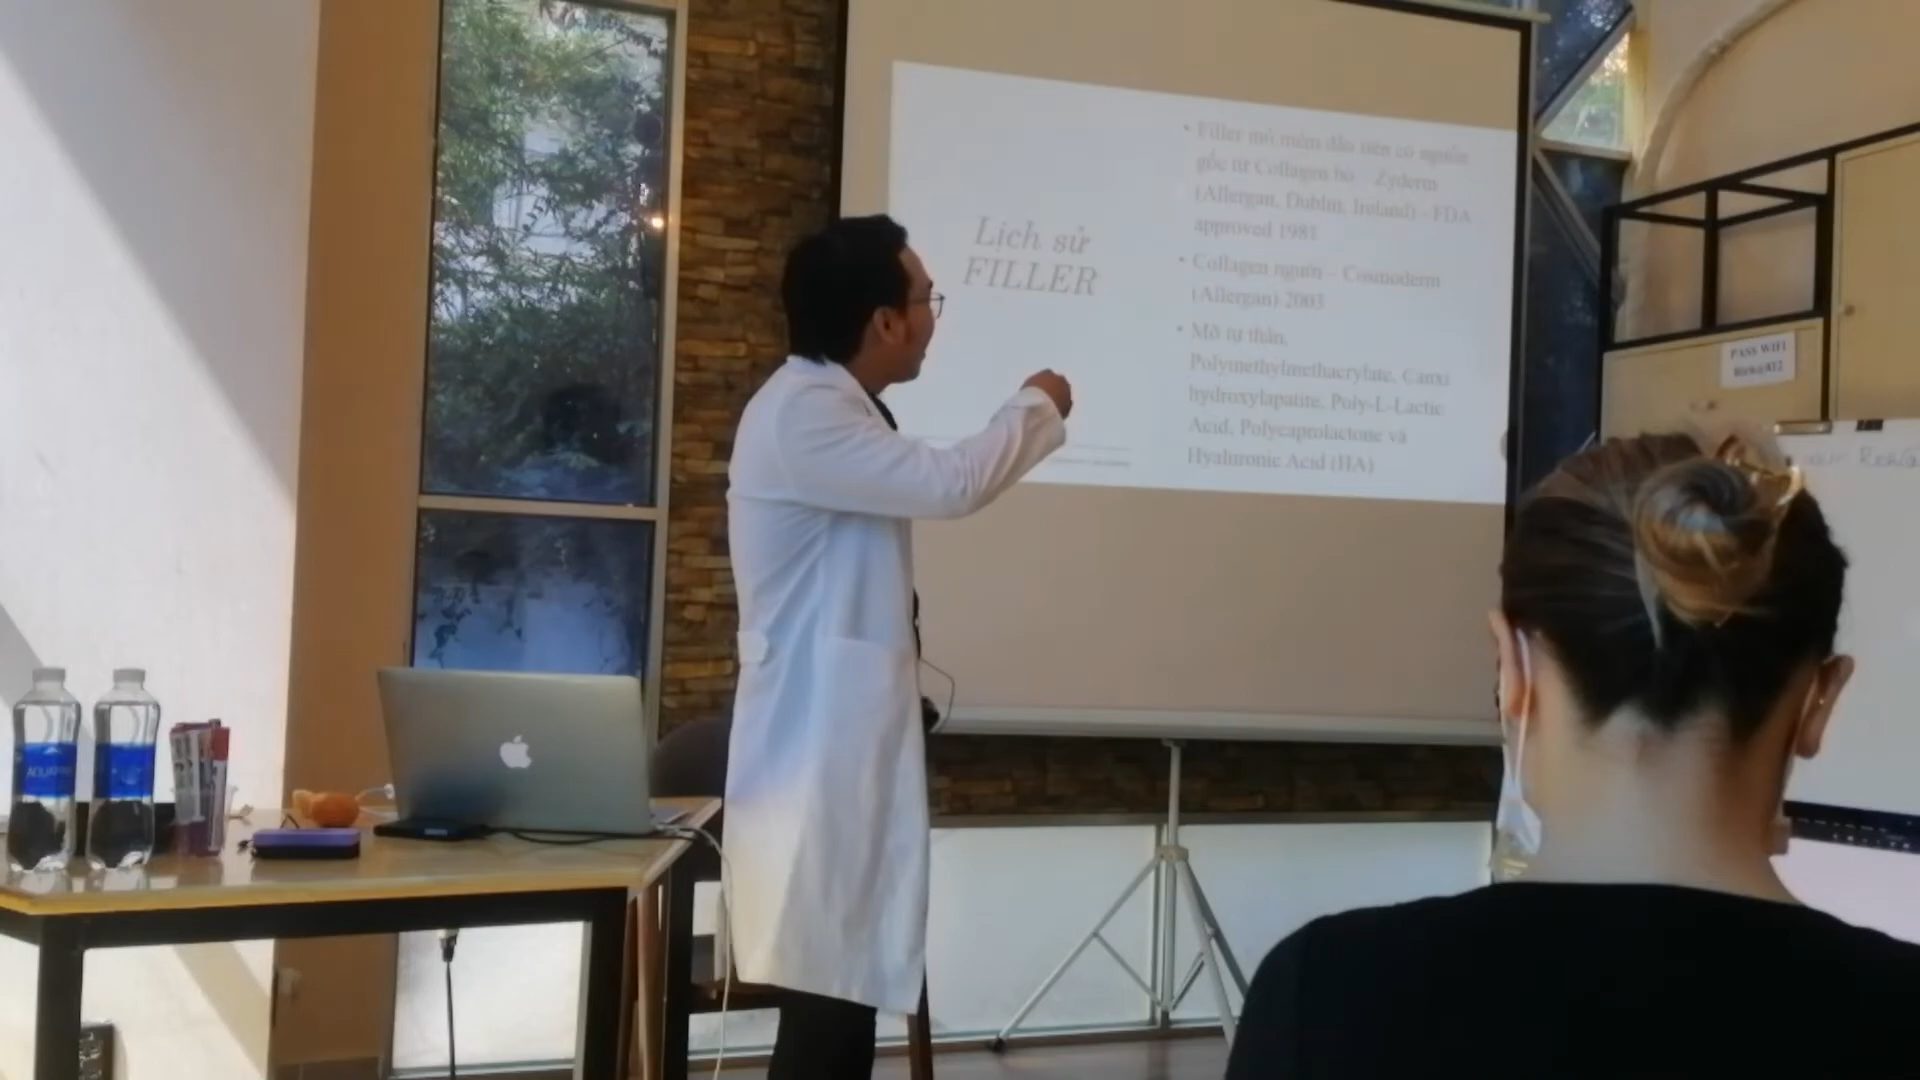 Lịch sử
FILLER
• Filler mô mềm đầu tiên có nguồn
gốc từ Collagen bò – Zyderm
(Allergan, Dublin, Ireland) - FDA
approved 1981
• Collagen người – Cosmoderm
(Allergan) 2003
• Mỡ tự thân,
Polymethylmethacrylate, Canxi
hydroxylapatite, Poly-L-Lactic
Acid, Polycaprolactone và
Hyaluronic Acid (HA)
PASS WIFI